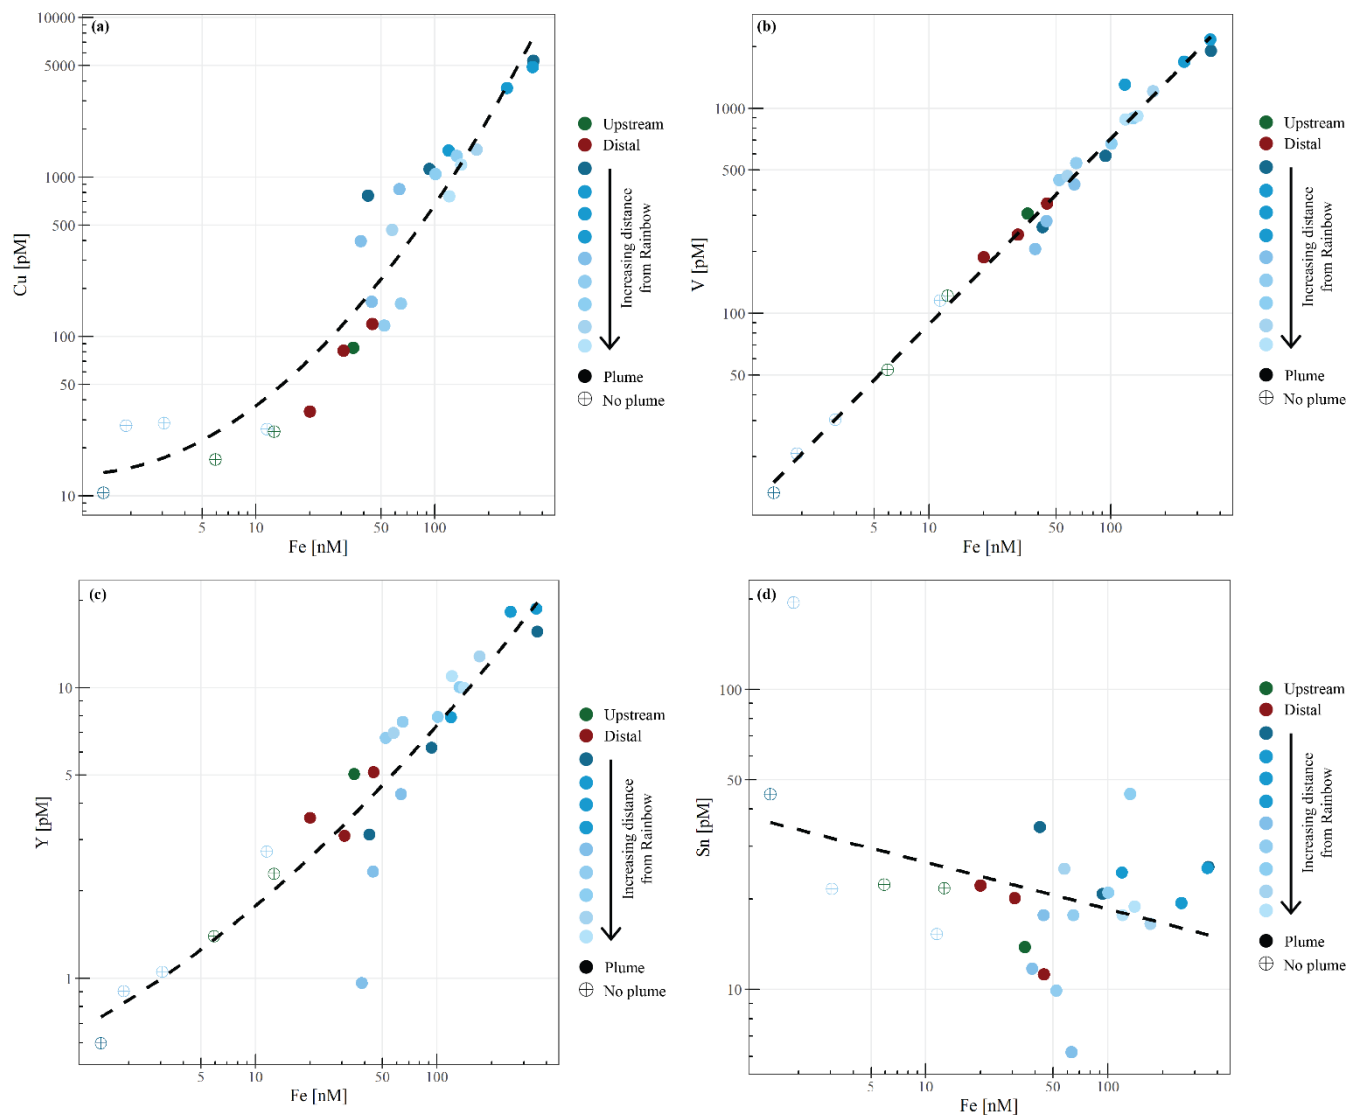 (a)
10000
5000
1000
500
100
50
10
Cu [pM]
5
10
50
100
Fe [nM]
Upstream
Distal
Increasing distance
from Rainbow
Plume
No plume
(b)
1000
500
100
50
V [pM]
5
10
50
100
Fe [nM]
Upstream
Distal
Increasing distance
from Rainbow
Plume
No plume
(c)
10
5
1
Y [pM]
5
10
50
100
Fe [nM]
Upstream
Distal
Increasing distance
from Rainbow
Plume
No plume
(d)
100
50
10
Sn [pM]
5
10
50
100
Fe [nM]
Upstream
Distal
Increasing distance
from Rainbow
Plume
No plume